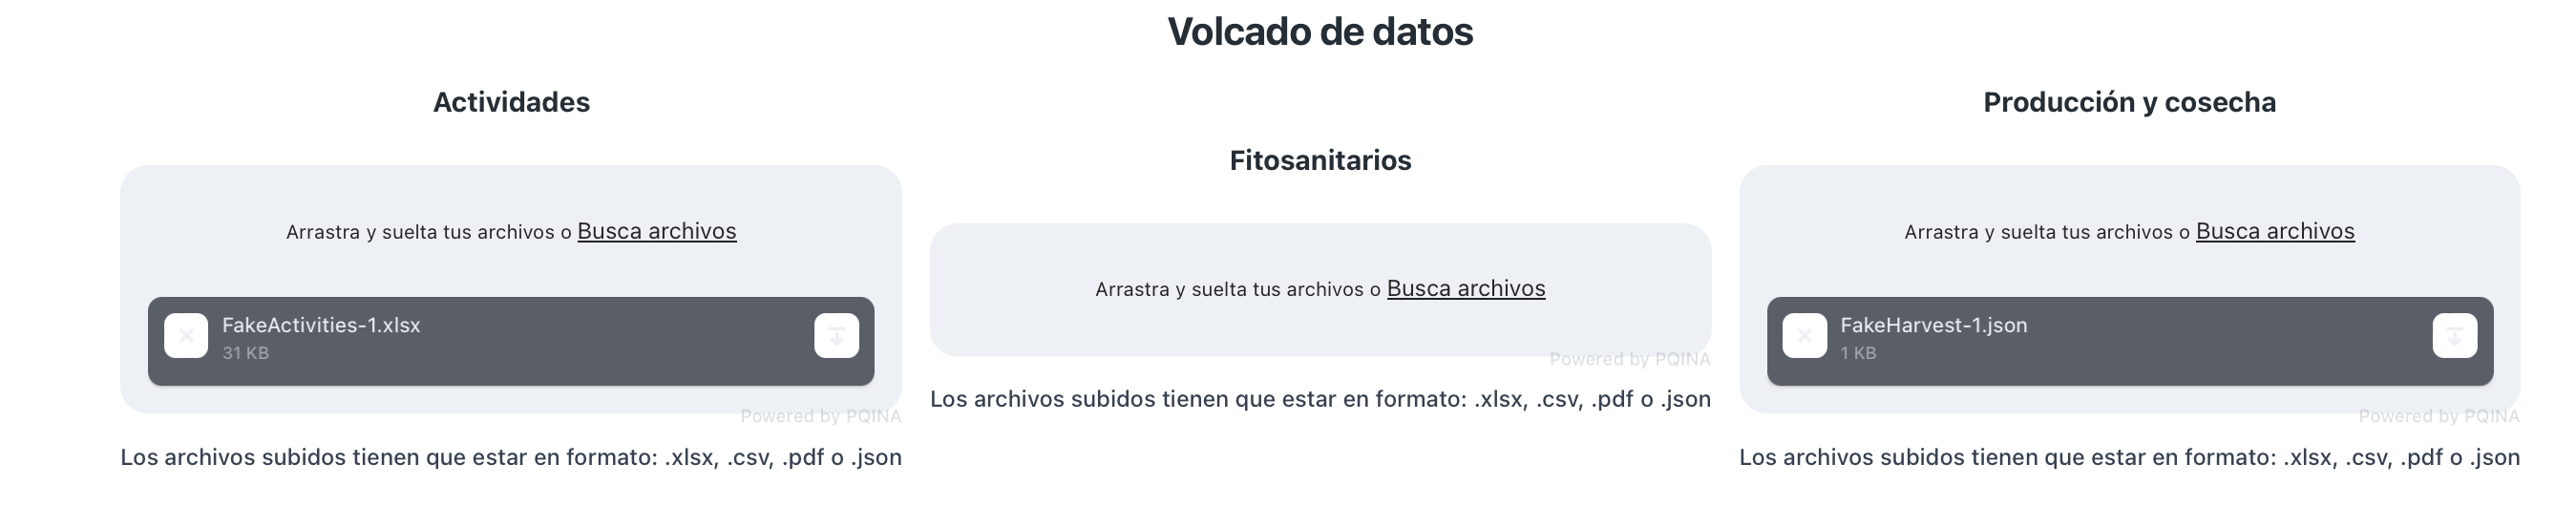 Volcado de datos
Actividades
Arrastra y suelta tus archivos o Busca archivos
FakeActivities-1.xlsx
31 KB
Powered by PQINA
Los archivos subidos tienen que estar en formato: .xlsx, .csv, .pdf o .json
Fitosanitarios
Arrastra y suelta tus archivos o Busca archivos
Powered by PQINA
Los archivos subidos tienen que estar en formato: .xlsx, .csv, .pdf o .json
Producción y cosecha
Arrastra y suelta tus archivos o Busca archivos
FakeHarvest-1.json
1 KB
Powered by PQINA
Los archivos subidos tienen que estar en formato: .xlsx, .csv, .pdf o .json